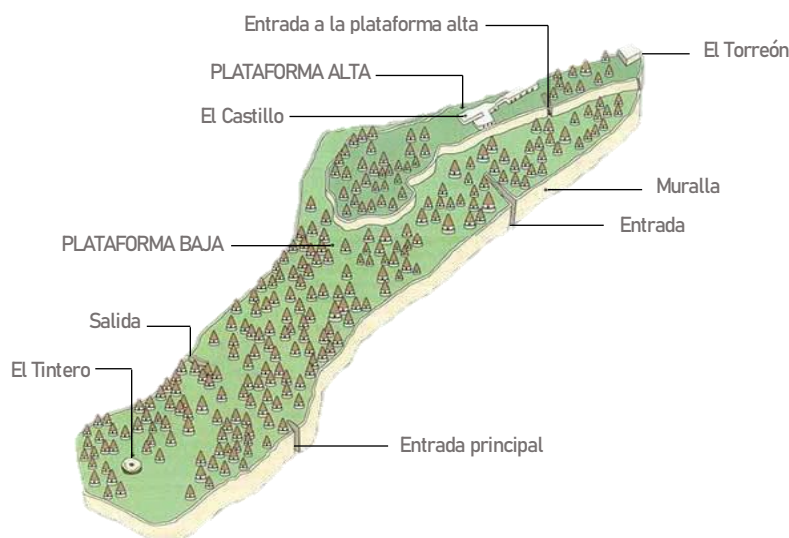 Entrada a la plataforma alta
El Torreón
PLATAFORMA ALTA
El Castillo
Muralla
Entrada
PLATAFORMA BAJA
Salida
El Tintero
Entrada principal